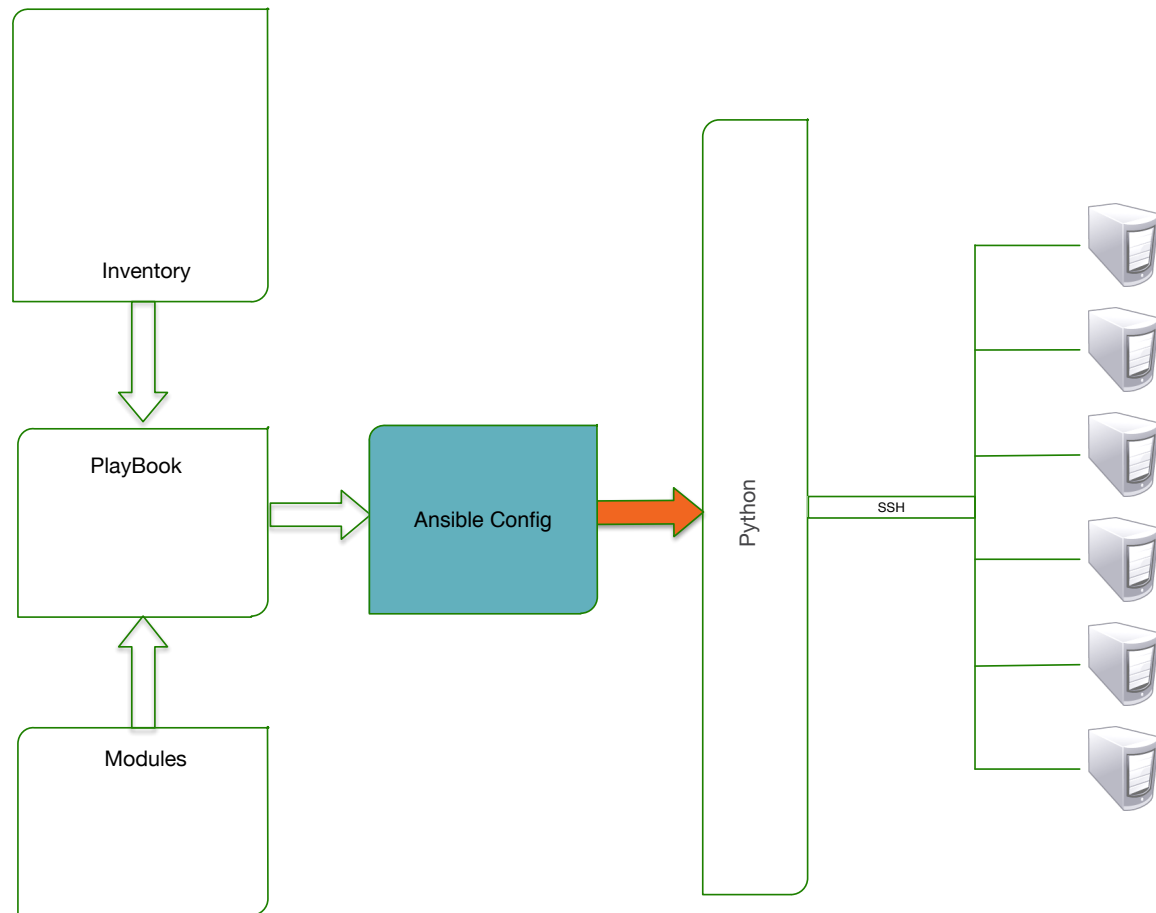 Inventory
PlayBook
Ansible Config
Python
SSH
Modules